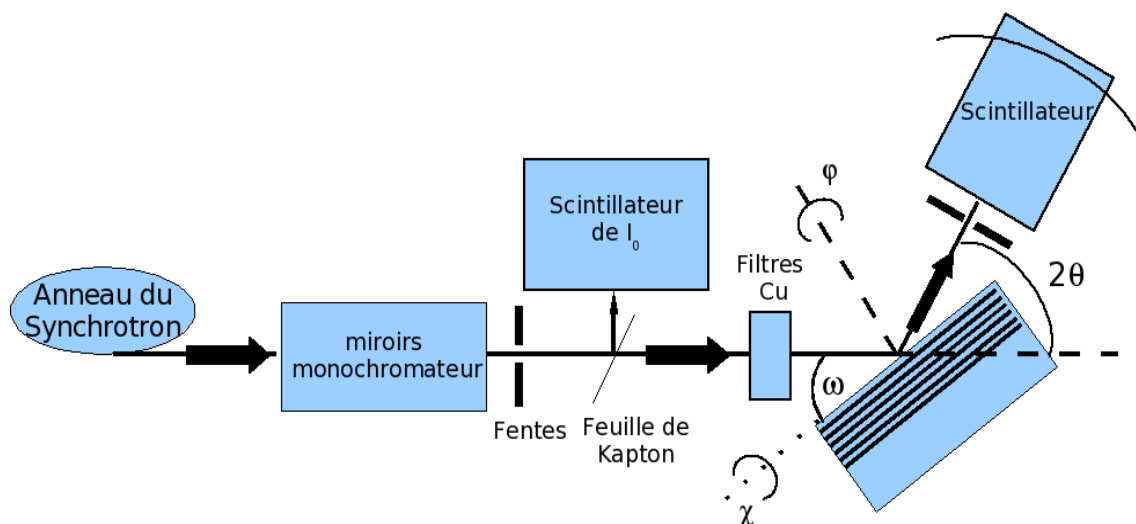 Anneau du
Synchrotron
miroirs
monochromateur
Fentes
Scintillateur
de I₀
Feuille de
Kapton
Filtres
Cu
φ
Scintillateur
2θ
ω
χ